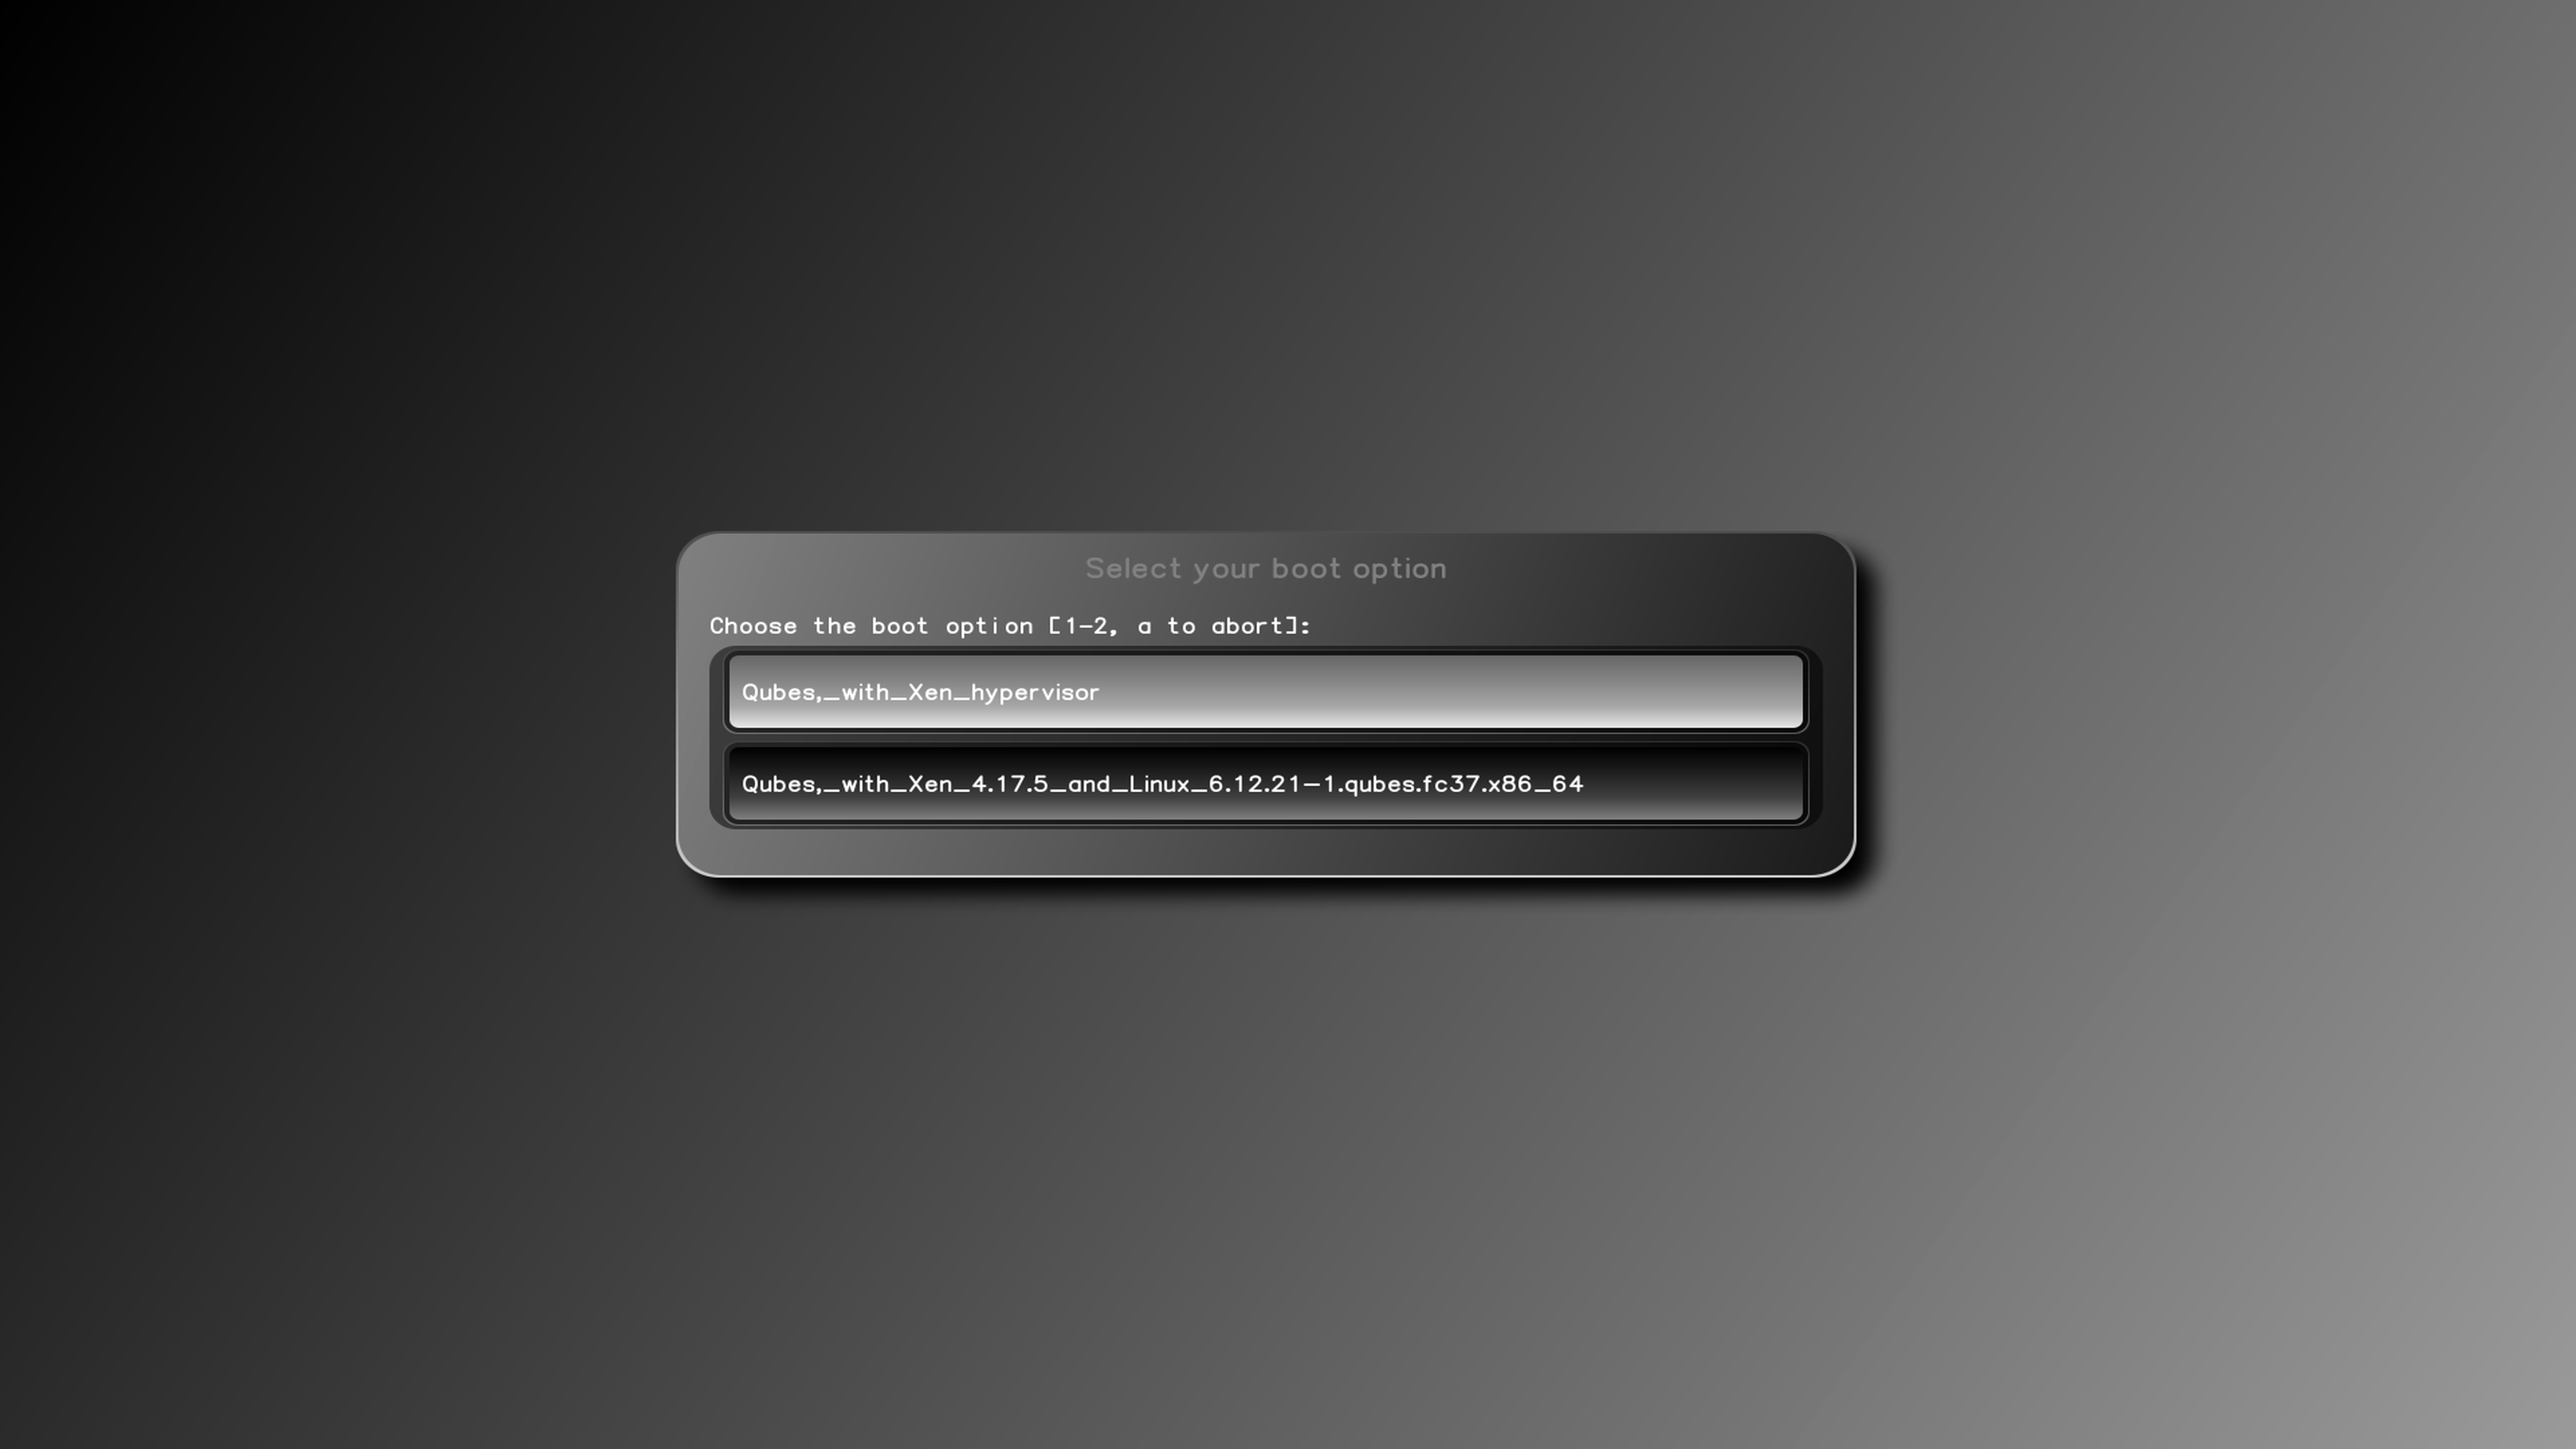 Select your boot option
Choose the boot option [1-2, a to abort]:
Qubes,_with_Xen_hypervisor
Qubes,_with_Xen_4.17.5_and_Linux_6.12.21-1.qubes.fc37.x86_64